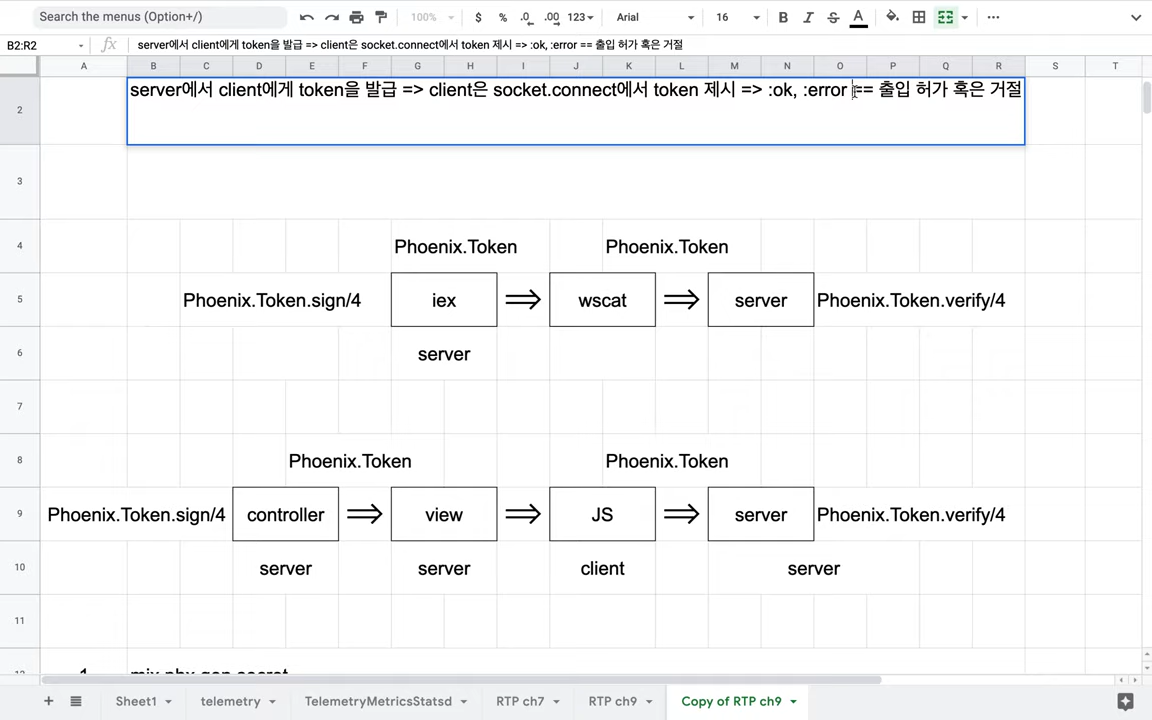 Search the menus (Option+/)
100%
$ % .0 .00 123
Arial
16
B I S A
B2:R2
fx server에서 client에게 token을 발급 => client은 socket.connect에서 token 제시 => :ok, :error == 출입 허가 혹은 거절
A B C D E F G H I J K L M N O P Q R S T
2 server에서 client에게 token을 발급 => client은 socket.connect에서 token 제시 => :ok, :error == 출입 허가 혹은 거절
3
4 Phoenix.Token Phoenix.Token
5 Phoenix.Token.sign/4 iex ⇒ wscat ⇒ server Phoenix.Token.verify/4
6 server
7
8 Phoenix.Token Phoenix.Token
9 Phoenix.Token.sign/4 controller ⇒ view ⇒ JS ⇒ server Phoenix.Token.verify/4
10 server server client server
11
12 1 mix phx.gen.secret
Sheet1 telemetry TelemetryMetricsStatsd RTP ch7 RTP ch9 Copy of RTP ch9